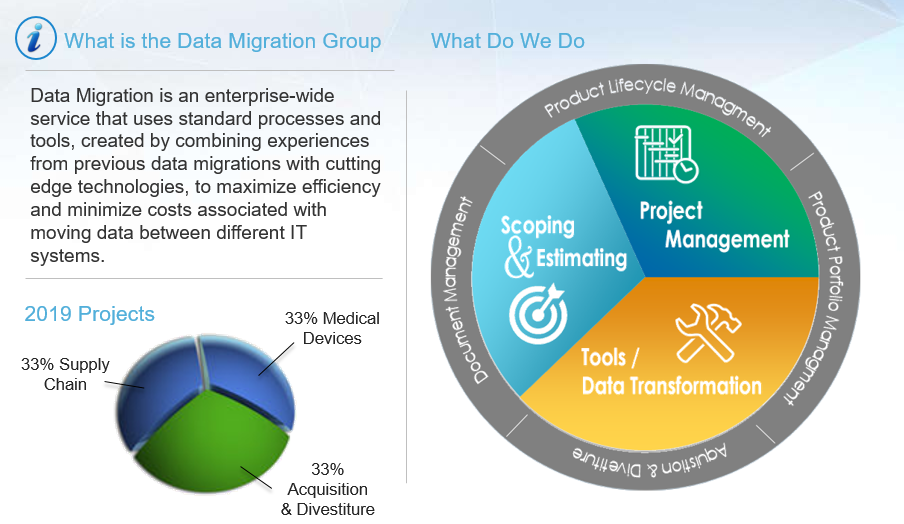 i
What is the Data Migration Group
Data Migration is an enterprise-wide
service that uses standard processes and
tools, created by combining experiences
from previous data migrations with cutting
edge technologies, to maximize efficiency
and minimize costs associated with
moving data between different IT
systems.
2019 Projects
33% Medical
Devices
33% Supply
Chain
33%
Acquisition
& Divestiture
What Do We Do
Product Lifecycle Managment
Product Porfolio Managment
Aquistion & Divetiture
Document Management
Project
Management
Scoping
& Estimating
Tools /
Data Transformation